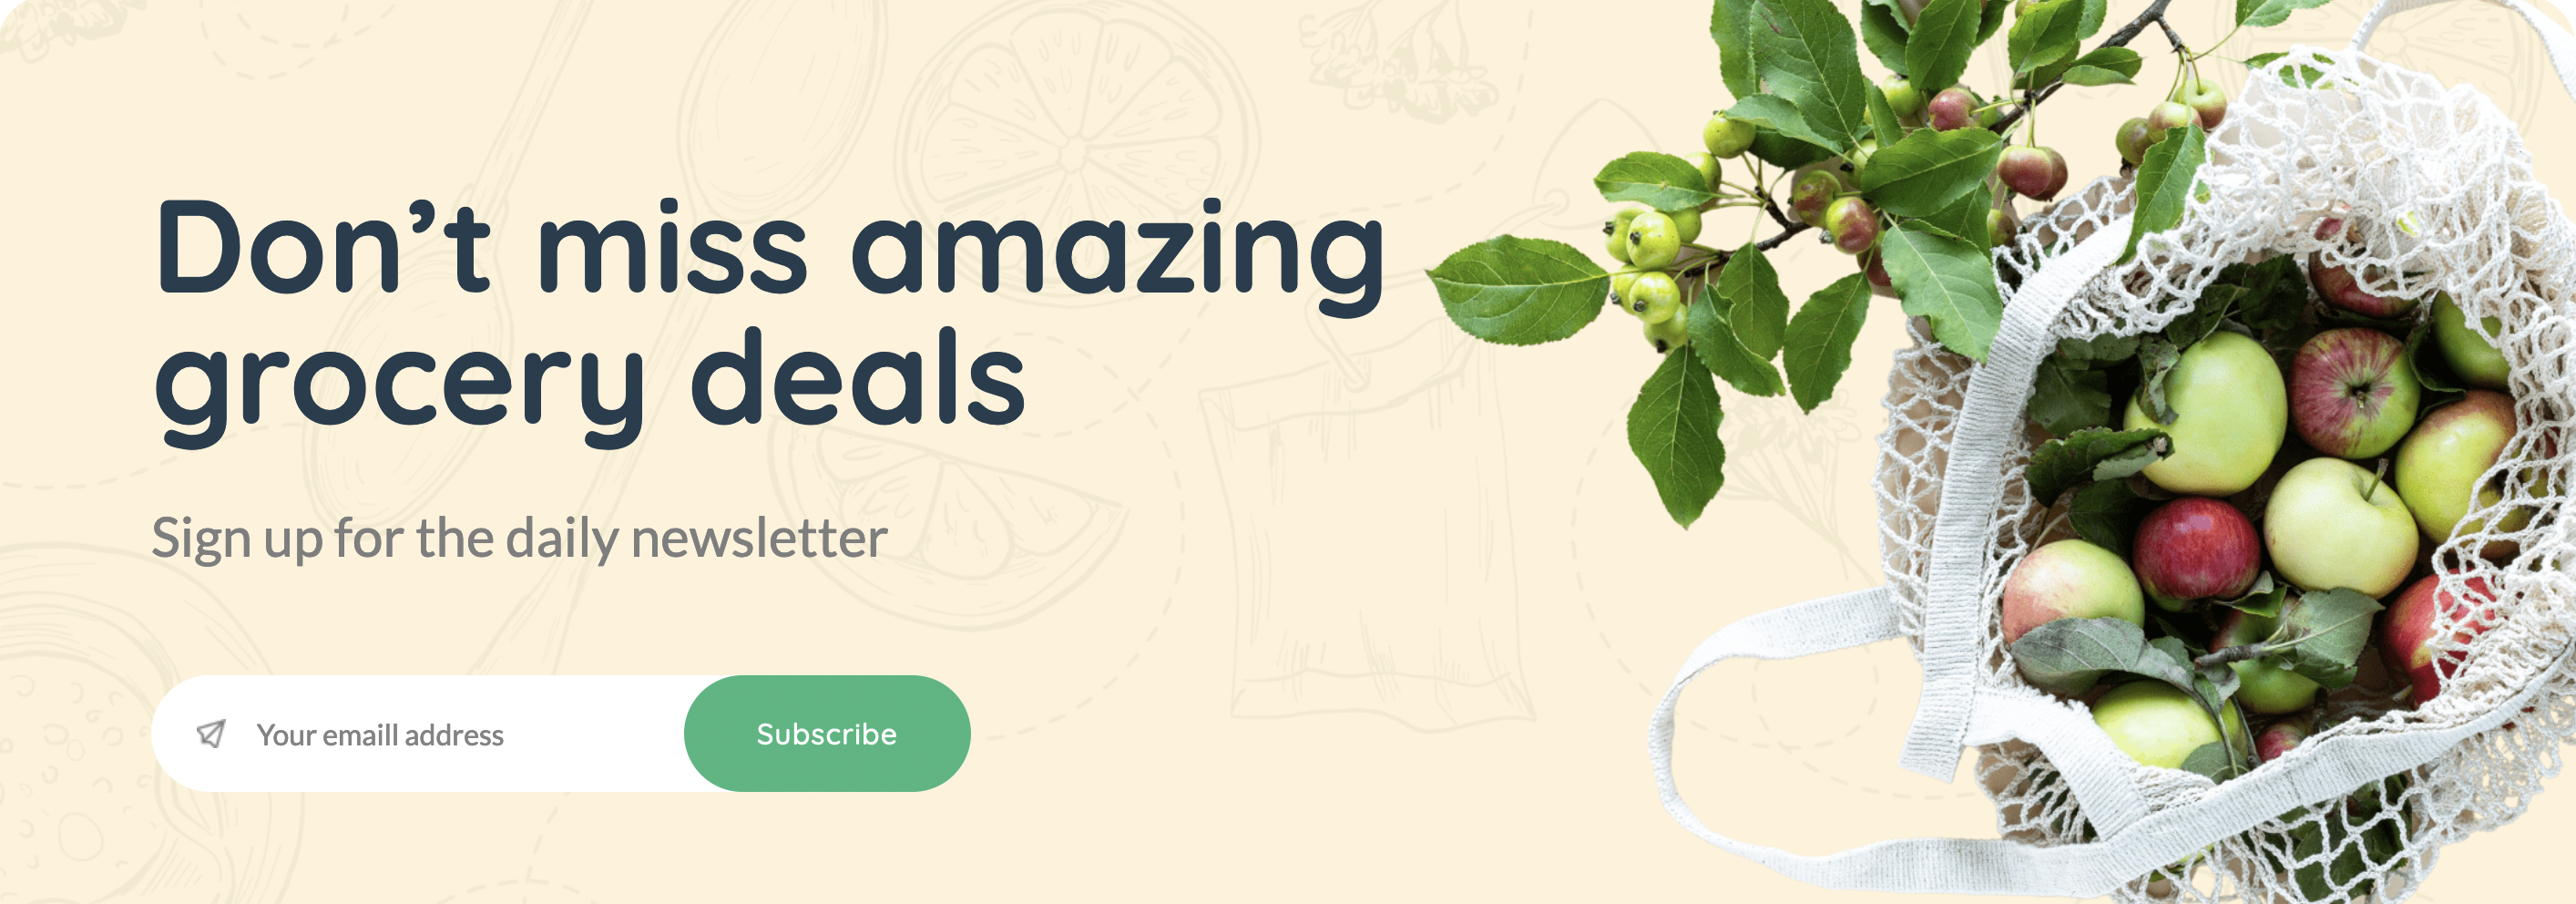 Don’t miss amazing
grocery deals
Sign up for the daily newsletter
Your emaill address
Subscribe